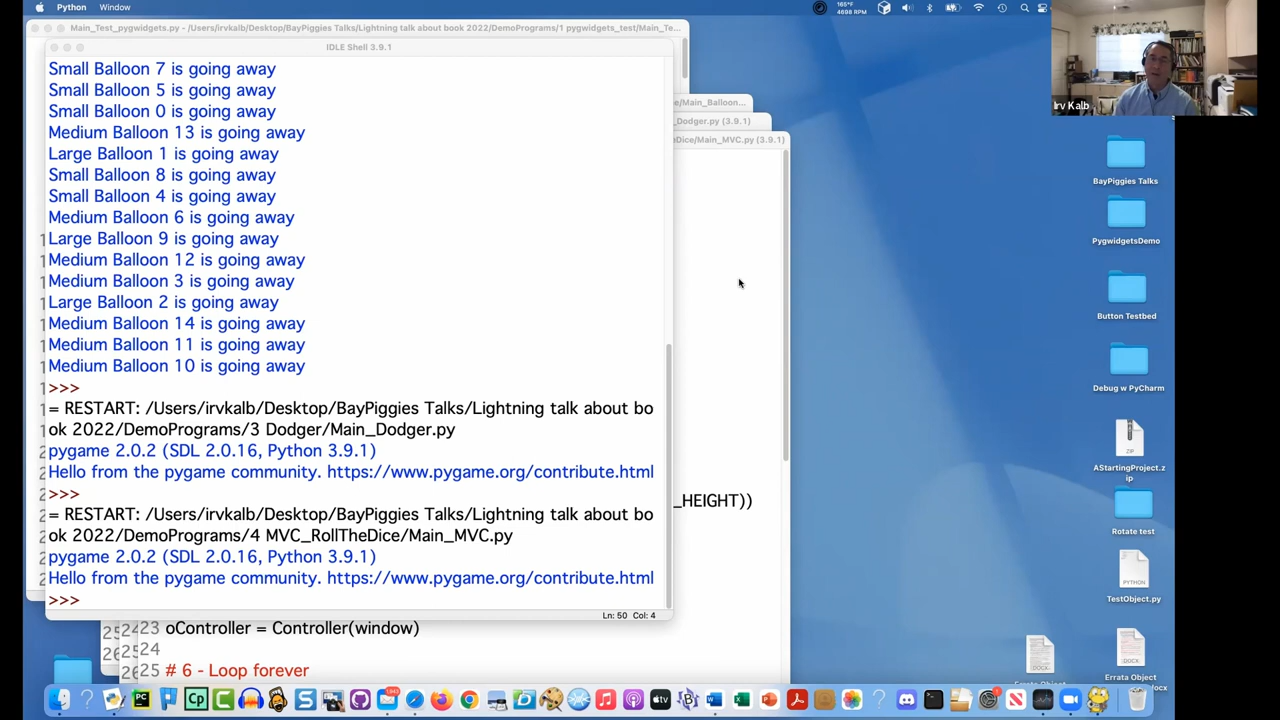 Python Window
165°F
4698 RPM
Main_Test_pygwidgets.py - /Users/irvkalb/Desktop/BayPiggies Talks/Lightning talk about book 2022/DemoPrograms/1 pygwidgets_test/Main_Te...
IDLE Shell 3.9.1
Small Balloon 7 is going away
Small Balloon 5 is going away
Small Balloon 0 is going away
Medium Balloon 13 is going away
Large Balloon 1 is going away
Small Balloon 8 is going away
Small Balloon 4 is going away
Medium Balloon 6 is going away
Large Balloon 9 is going away
Medium Balloon 12 is going away
Medium Balloon 3 is going away
Large Balloon 2 is going away
Medium Balloon 14 is going away
Medium Balloon 11 is going away
Medium Balloon 10 is going away
>>>
= RESTART: /Users/irvkalb/Desktop/BayPiggies Talks/Lightning talk about bo
ok 2022/DemoPrograms/3 Dodger/Main_Dodger.py
pygame 2.0.2 (SDL 2.0.16, Python 3.9.1)
Hello from the pygame community. https://www.pygame.org/contribute.html
>>>
= RESTART: /Users/irvkalb/Desktop/BayPiggies Talks/Lightning talk about bo
ok 2022/DemoPrograms/4 MVC_RollTheDice/Main_MVC.py
pygame 2.0.2 (SDL 2.0.16, Python 3.9.1)
Hello from the pygame community. https://www.pygame.org/contribute.html
>>>
Ln: 50 Col: 4
e/Main_Balloon...
_Dodger.py (3.9.1)
eDice/Main_MVC.py (3.9.1)
_HEIGHT))
23 oController = Controller(window)
24
25 # 6 - Loop forever
Irv Kalb
BayPiggies Talks
PygwidgetsDemo
Button Testbed
Debug w PyCharm
ZIP
AStartingProject.z
ip
Rotate test
PYTHON
TestObject.py
DOCX
DOCX
Errata Object